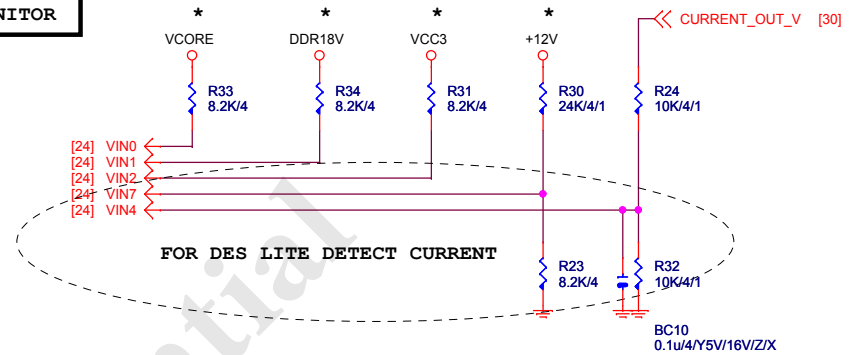 NITOR
* * * *
VCORE DDR18V VCC3 +12V
CURRENT_OUT_V [30]
R33 8.2K/4
R34 8.2K/4
R31 8.2K/4
R30 24K/4/1
R24 10K/4/1
[24] VIN0
[24] VIN1
[24] VIN2
[24] VIN7
[24] VIN4
FOR DES LITE DETECT CURRENT
R23 8.2K/4
R32 10K/4/1
BC10
0.1u/4/Y5V/16V/Z/X
ential